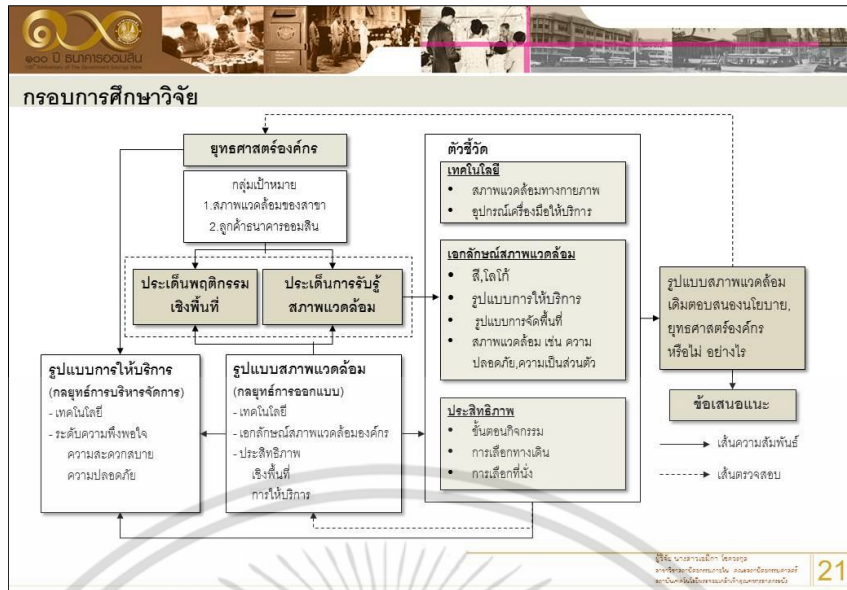 ๑๐๐ ปี ธนาคารออมสิน
กรอบการศึกษาวิจัย
ยุทธศาสตร์องค์กร
กลุ่มเป้าหมาย
1.สภาพแวดล้อมของสาขา
2.ลูกค้าธนาคารออมสิน
ประเด็นพฤติกรรม
เชิงพื้นที่
ประเด็นการรับรู้
สภาพแวดล้อม
รูปแบบการให้บริการ
(กลยุทธ์การบริหารจัดการ)
- เทคโนโลยี
- ระดับความพึงพอใจ
ความสะดวกสบาย
ความปลอดภัย
รูปแบบสภาพแวดล้อม
(กลยุทธ์การออกแบบ)
- เทคโนโลยี
- เอกลักษณ์สภาพแวดล้อมองค์กร
- ประสิทธิภาพ
เชิงพื้นที่
การให้บริการ
ตัวชี้วัด
เทคโนโลยี
• สภาพแวดล้อมทางกายภาพ
• อุปกรณ์เครื่องมือให้บริการ
เอกลักษณ์สภาพแวดล้อม
• สี,โลโก้
• รูปแบบการให้บริการ
• รูปแบบการจัดพื้นที่
• สภาพแวดล้อม เช่น ความ
ปลอดภัย,ความเป็นส่วนตัว
ประสิทธิภาพ
• ขั้นตอนกิจกรรม
• การเลือกทางเดิน
• การเลือกที่นั่ง
รูปแบบสภาพแวดล้อม
เดิมตอบสนองนโยบาย,
ยุทธศาสตร์องค์กร
หรือไม่ อย่างไร
ข้อเสนอแนะ
เส้นความสัมพันธ์
เส้นตรวจสอบ
21